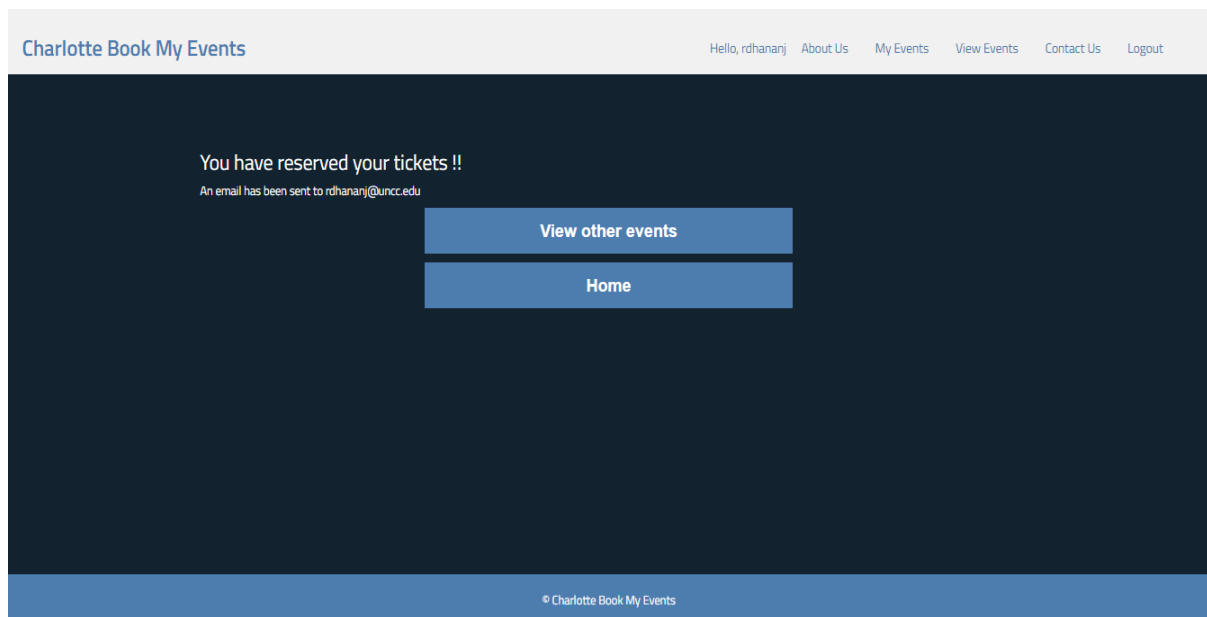 Charlotte Book My Events
Hello, rdhananj About Us My Events View Events Contact Us Logout
You have reserved your tickets !!
An email has been sent to rdhananj@uncc.edu
View other events
Home
© Charlotte Book My Events